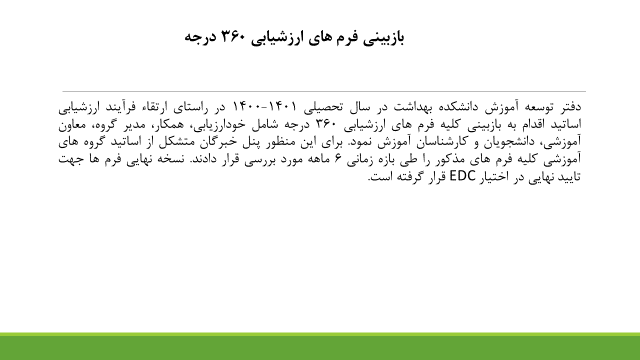 بازبینی فرم های ارزشیابی ۳۶۰ درجه
دفتر توسعه آموزش دانشکده بهداشت در سال تحصیلی ۱۴۰۱-۱۴۰۰ در راستای ارتقاء فرآیند ارزشیابی
اساتید اقدام به بازبینی کلیه فرم های ارزشیابی ۳۶۰ درجه شامل خودارزیابی، همکار، مدیر گروه، معاون
آموزشی، دانشجویان و کارشناسان آموزش نمود. برای این منظور پنل خبرگان متشکل از اساتید گروه های
آموزشی کلیه فرم های مذکور را طی بازه زمانی ۶ ماهه مورد بررسی قرار دادند. نسخه نهایی فرم ها جهت
تایید نهایی در اختیار EDC قرار گرفته است.